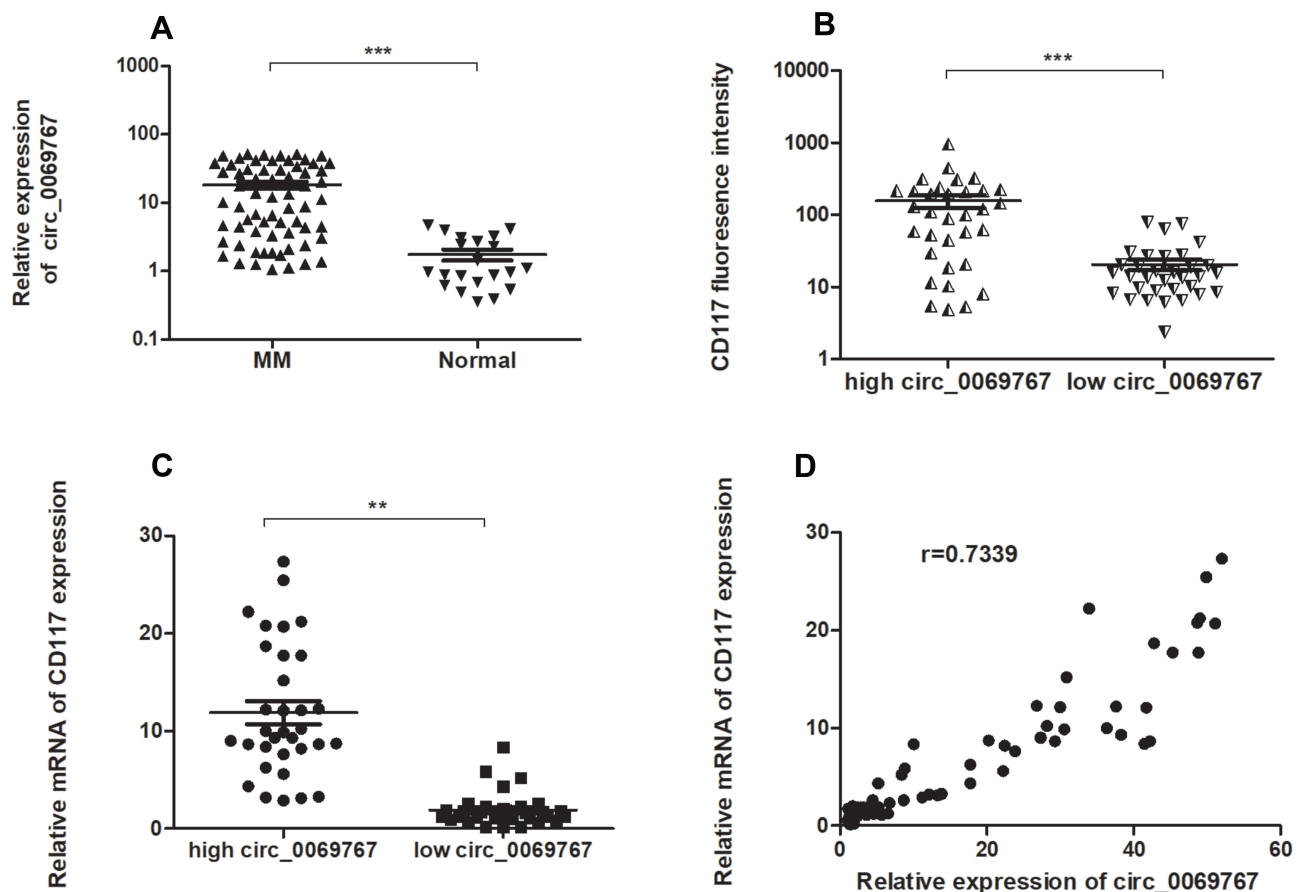 A
***
Relative expression
of circ_0069767
1000
100
10
1
0.1
MM
Normal
B
***
CD117 fluoresence intensity
10000
1000
100
10
1
high circ_0069767
low circ_0069767
C
**
Relative mRNA of CD117 expression
30
20
10
0
high circ_0069767
low circ_0069767
D
r=0.7339
Relative mRNA of CD117 expression
30
20
10
0
0
20
40
60
Relative expression of circ_0069767